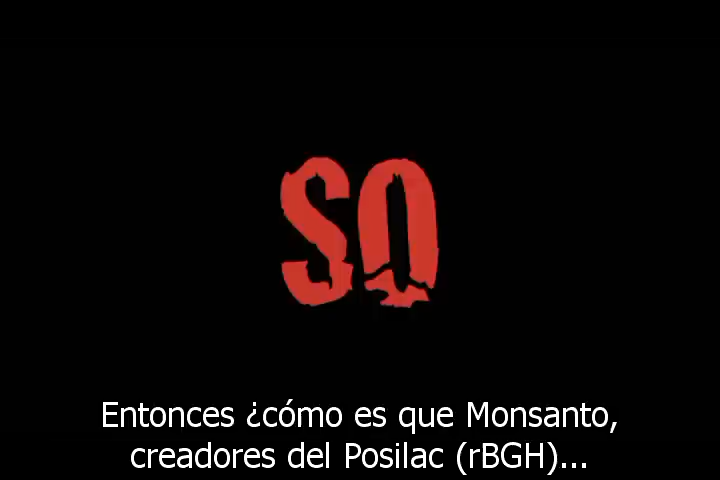 SO
Entonces ¿cómo es que Monsanto,
creadores del Posilac (rBGH)...